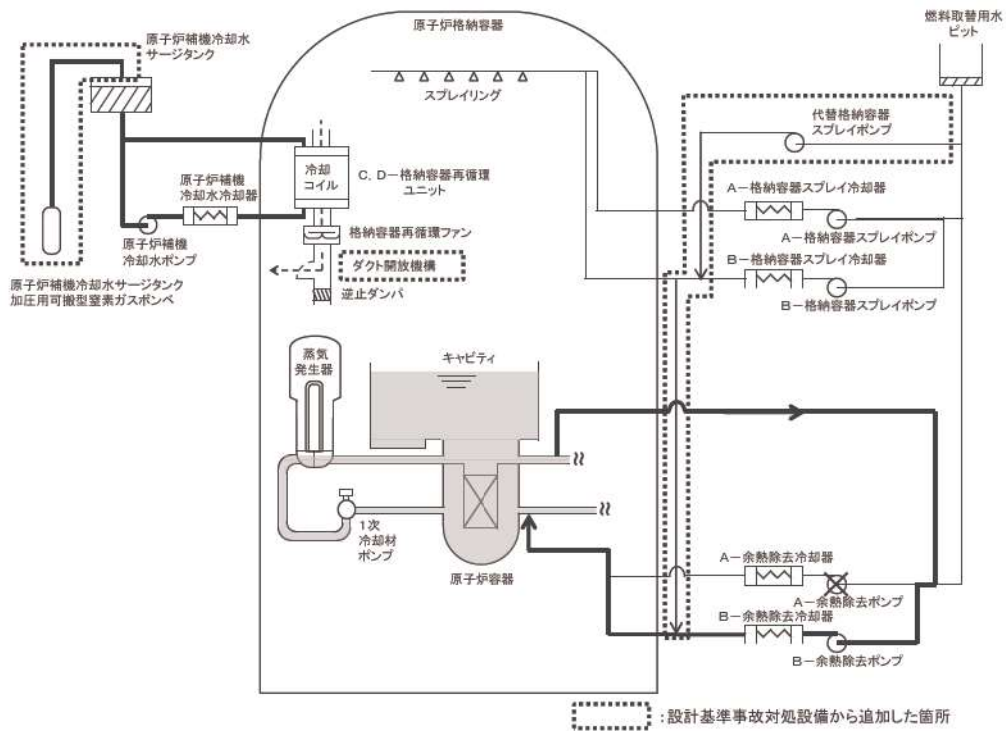 原子炉補機冷却水
サージタンク
原子炉格納容器
燃料取替用水
ピット
スプレイリング
代替格納容器
スプレイポンプ
冷却
コイル
C，D－格納容器再循環
ユニット
原子炉補機
冷却水冷却器
A－格納容器スプレイ冷却器
A－格納容器スプレイポンプ
格納容器再循環ファン
原子炉補機
冷却水ポンプ
ダクト開放機構
B－格納容器スプレイ冷却器
B－格納容器スプレイポンプ
原子炉補機冷却水サージタンク
加圧用可搬型窒素ガスボンベ
逆止ダンパ
蒸気
発生器
キャビティ
1次
冷却材
ポンプ
原子炉容器
A－余熱除去冷却器
A－余熱除去ポンプ
B－余熱除去冷却器
B－余熱除去ポンプ
：設計基準事故対処設備から追加した箇所